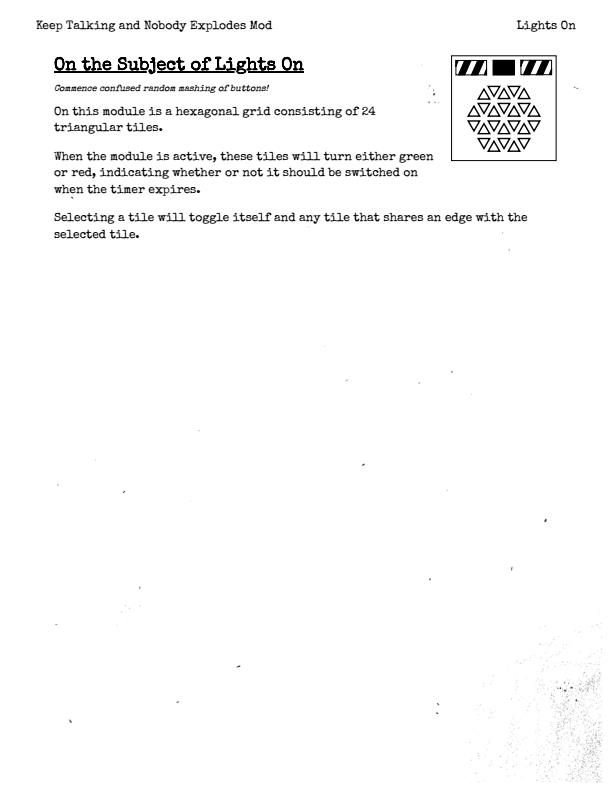 Keep Talking and Nobody Explodes Mod Lights On
On the Subject of Lights On
Commence confused random mashing of buttons!
On this module is a hexagonal grid consisting of 24
triangular tiles.
When the module is active, these tiles will turn either green
or red, indicating whether or not it should be switched on
when the timer expires.
Selecting a tile will toggle itself and any tile that shares an edge with the
selected tile.